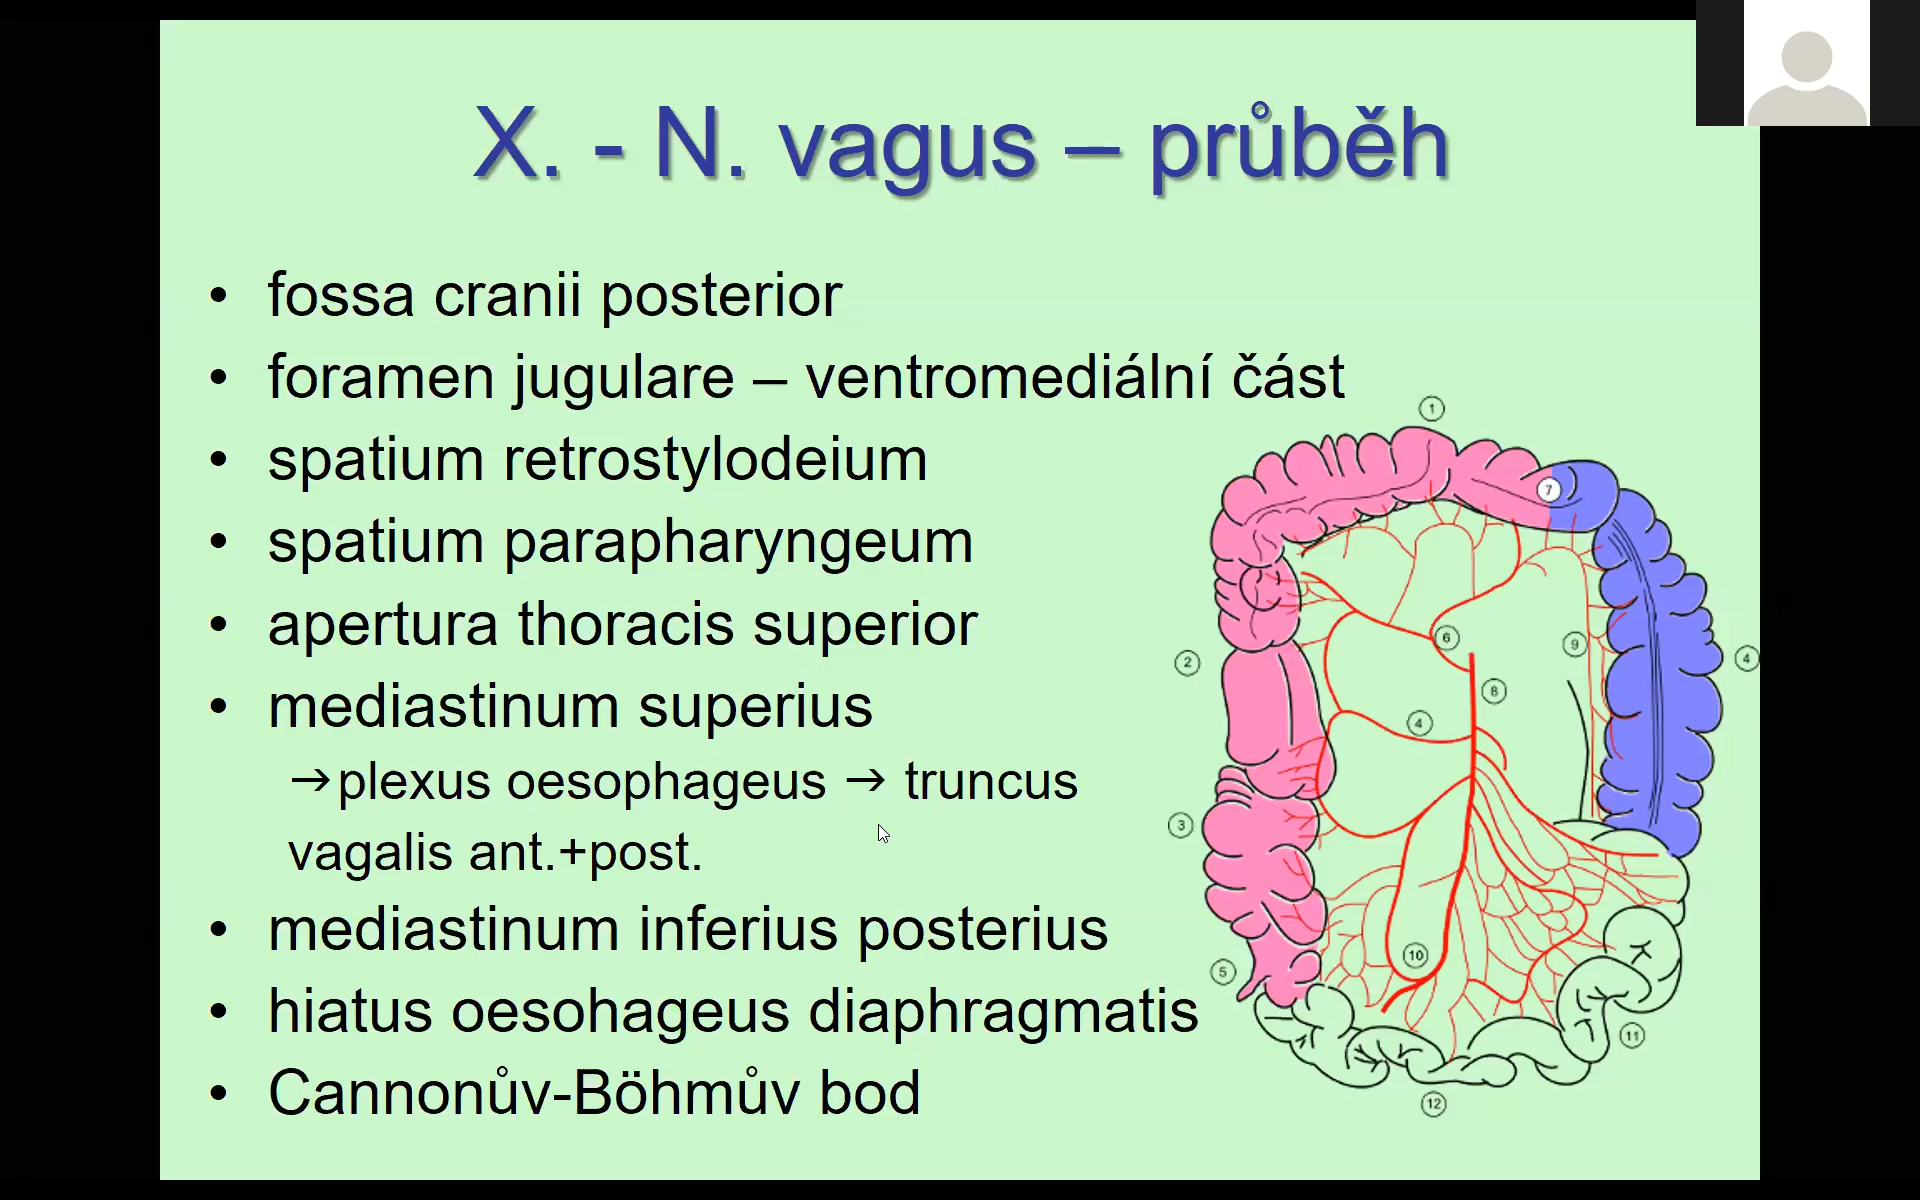 X. - N. vagus – průběh
• fossa cranii posterior
• foramen jugulare – ventromediální část
• spatium retrostylodeium
• spatium parapharyngeum
• apertura thoracis superior
• mediastinum superius
→plexus oesophageus → truncus
vagalis ant.+post.
• mediastinum inferius posterius
• hiatus oesohageus diaphragmatis
• Cannonův-Böhmův bod
1
7
6
9
2
4
8
4
3
10
5
11
12